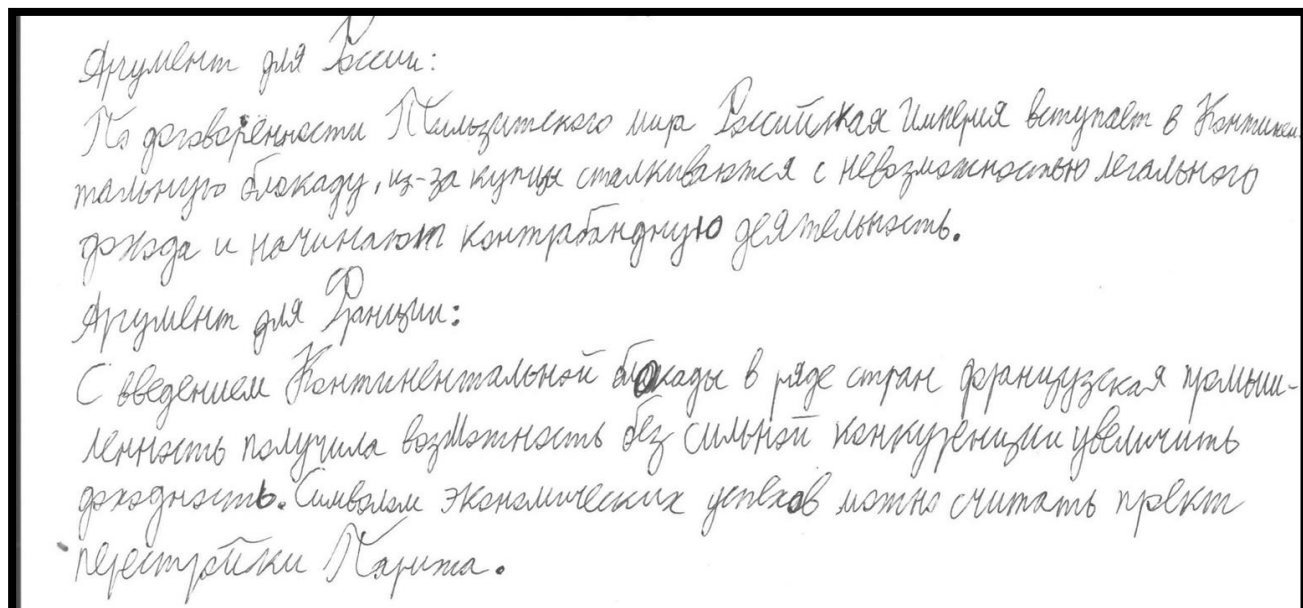 Аргумент для России:
По договорённости Тильзитского мира Российская Империя вступает в Континен-
тальную блокаду, из-за купцы сталкиваются с невозможностью легального
дохода и начинают контрабандную деятельность.
Аргумент для Франции:
С введением Континентальной блокады в ряде стран французская промыш-
ленность получила возможность без сильной конкуренции увеличить
доходность. Символом экономических успехов можно считать проект
перестройки Парижа.